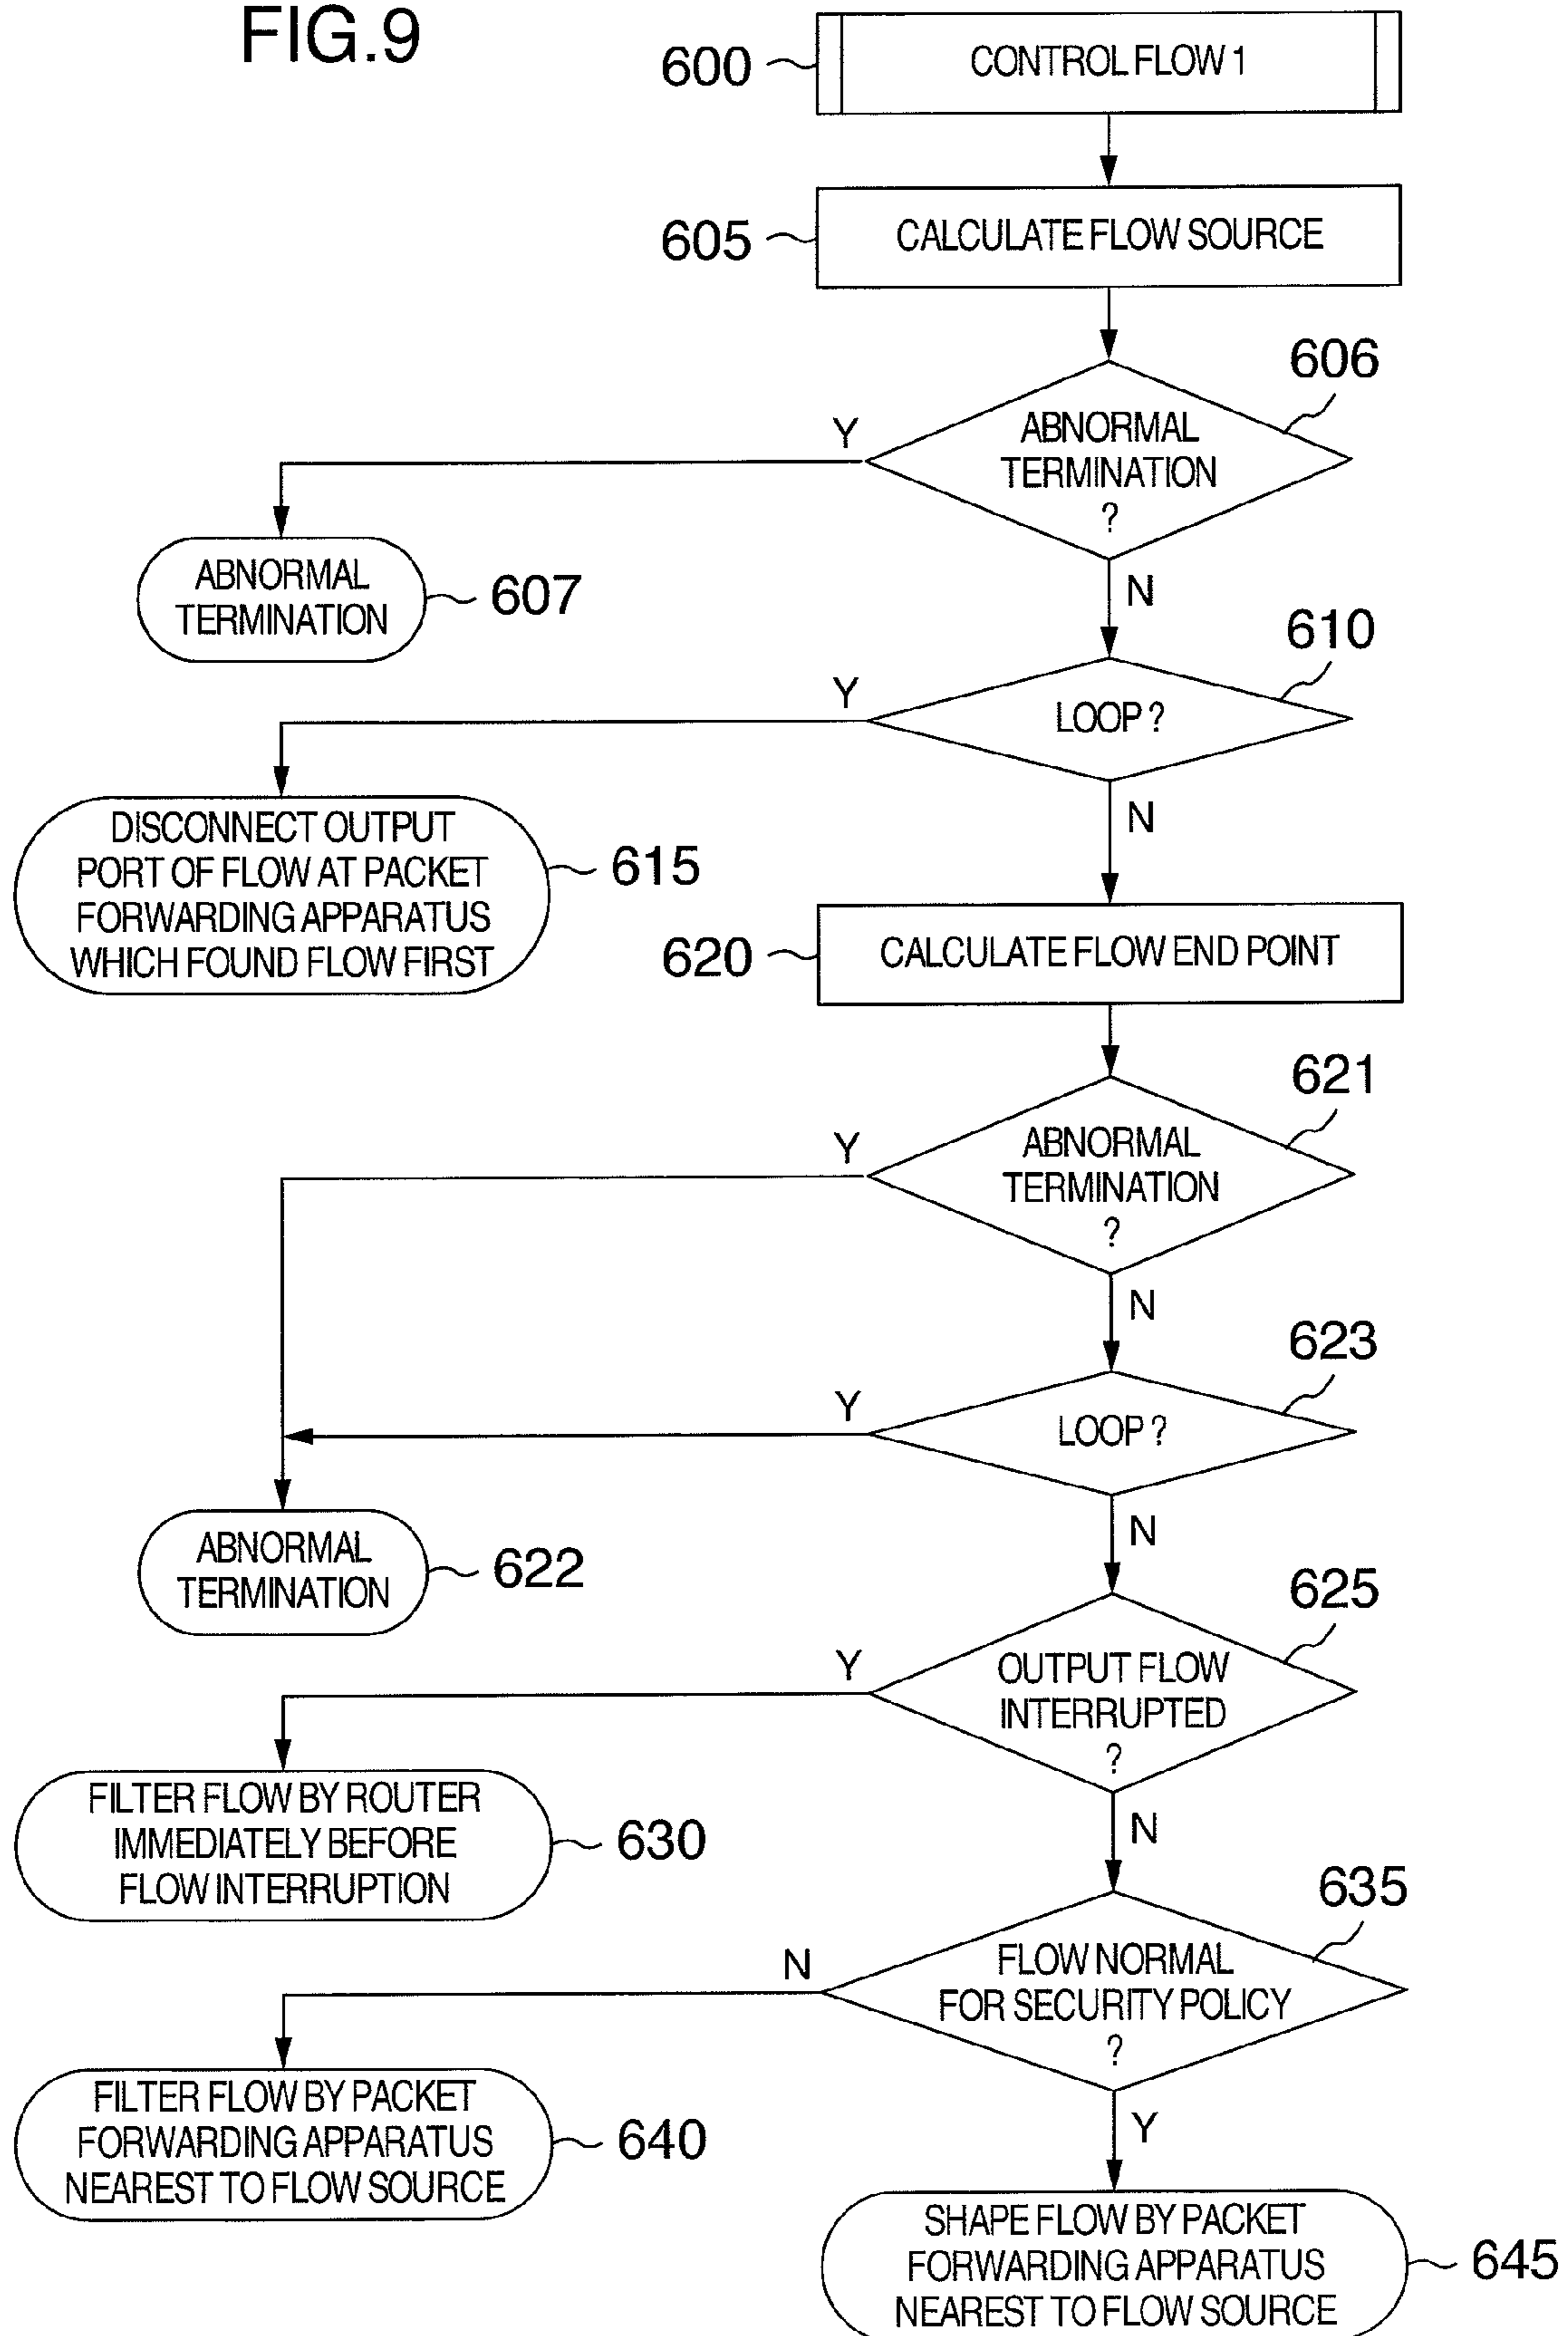 FIG.9
600
CONTROL FLOW 1
605
CALCULATE FLOW SOURCE
606
Y
ABNORMAL
TERMINATION
?
ABNORMAL
TERMINATION
607
N
610
Y
LOOP ?
DISCONNECT OUTPUT
PORT OF FLOW AT PACKET
FORWARDING APPARATUS
WHICH FOUND FLOW FIRST
615
N
620
CALCULATE FLOW END POINT
621
Y
ABNORMAL
TERMINATION
?
N
623
Y
LOOP ?
ABNORMAL
TERMINATION
622
N
625
Y
OUTPUT FLOW
INTERRUPTED
?
FILTER FLOW BY ROUTER
IMMEDIATELY BEFORE
FLOW INTERRUPTION
630
N
635
N
FLOW NORMAL
FOR SECURITY POLICY
?
FILTER FLOW BY PACKET
FORWARDING APPARATUS
NEAREST TO FLOW SOURCE
640
Y
SHAPE FLOW BY PACKET
FORWARDING APPARATUS
NEAREST TO FLOW SOURCE
645